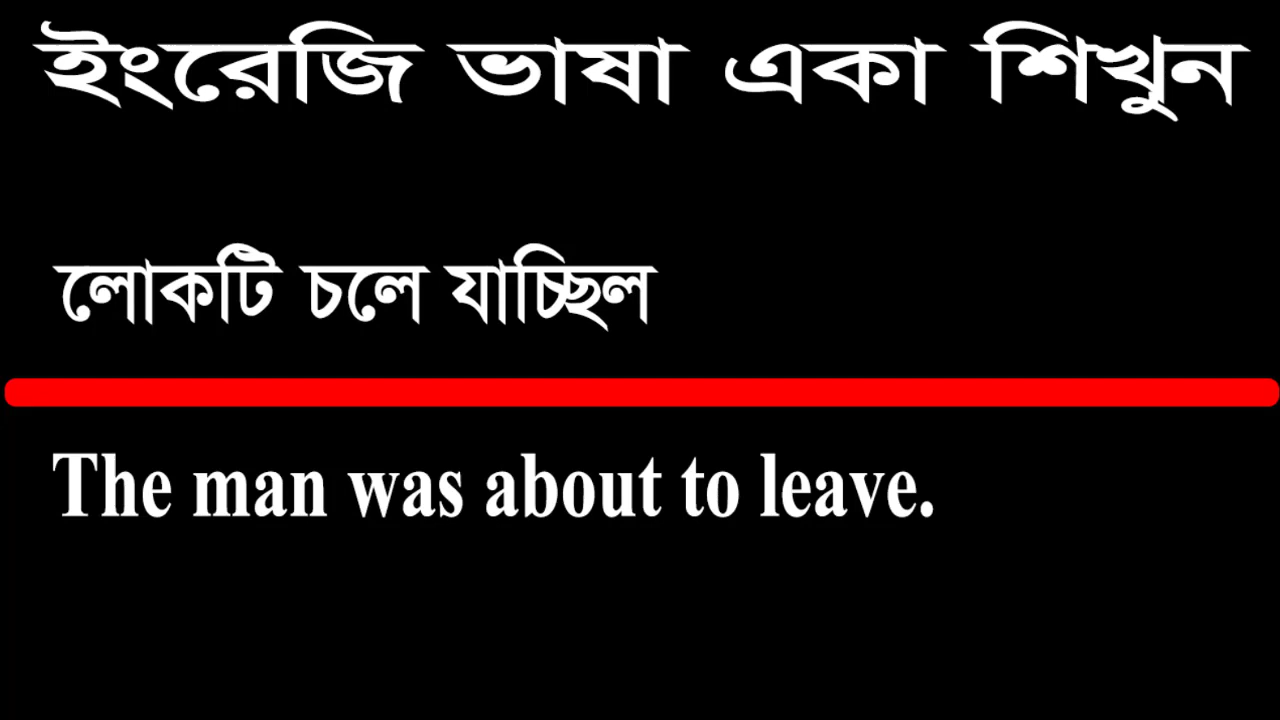 ইংরেজি ভাষা একা শিখুন
লোকটি চলে যাচ্ছিল
The man was about to leave.